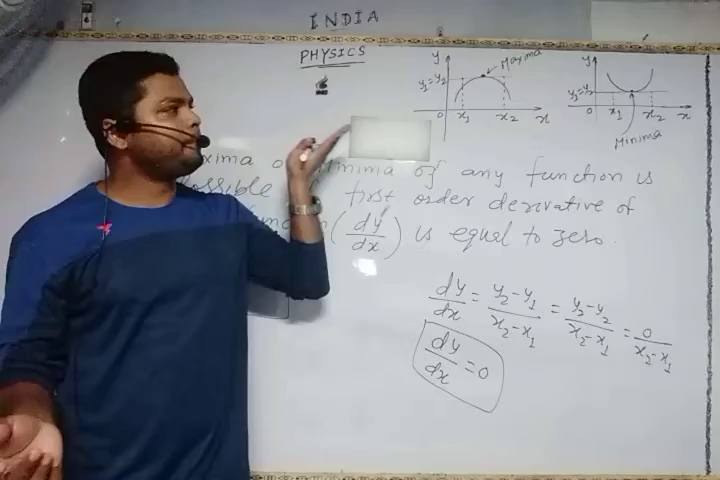 INDIA
PHYSICS
y
Maxima
y₁=y₂
0 x₁ x₂ x
y
0 x₁ x₂ x
Minima
of any function is
first order derivative of
(dy/dx) is equal to zero.
dy/dx = y₂-y₁/x₂-x₁ = y₂-y₂/x₂-x₁ = 0/x₂-x₁
dy/dx = 0